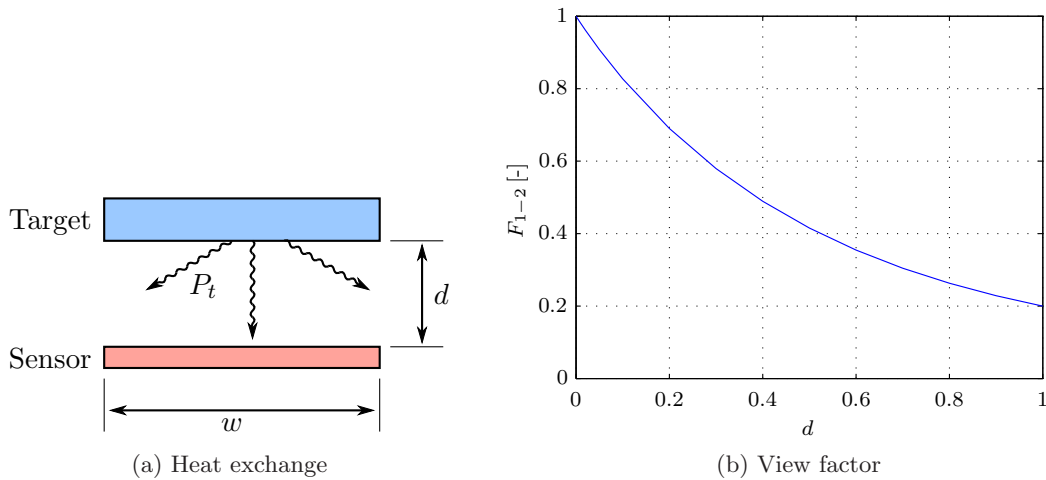 Target
P_t
d
Sensor
w
(a) Heat exchange
1
0.8
0.6
0.4
0.2
0
F_{1−2} [-]
0 0.2 0.4 0.6 0.8 1
d
(b) View factor